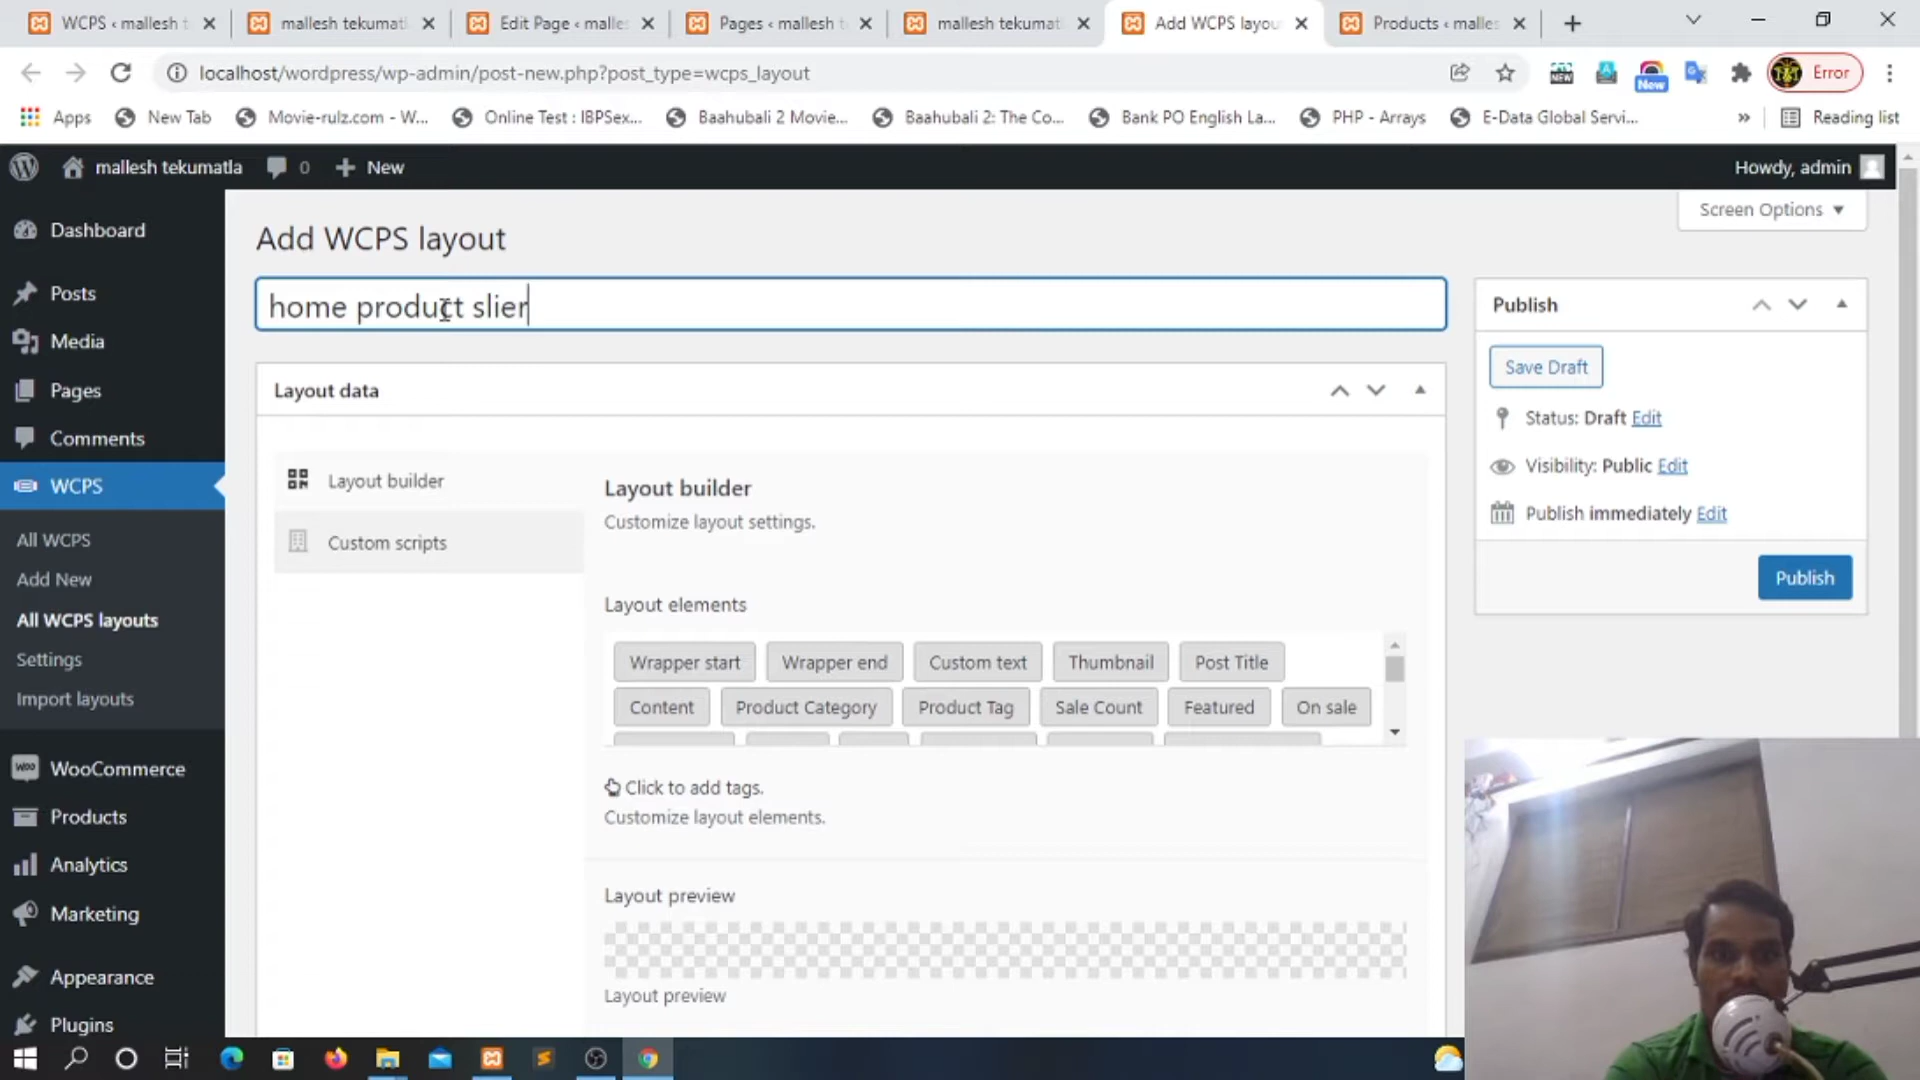 WCPS ‹ mallesh t
mallesh tekumatl
Edit Page ‹ malle
Pages ‹ mallesh t
mallesh tekumat
Add WCPS layou
Products ‹ malle
localhost/wordpress/wp-admin/post-new.php?post_type=wcps_layout
NEW
New
Error
Apps
New Tab
Movie-rulz.com - W...
Online Test : IBPSex...
Baahubali 2 Movie...
Baahubali 2: The Co...
Bank PO English La...
PHP - Arrays
E-Data Global Servi...
»
Reading list
mallesh tekumatla
0
New
Howdy, admin
Screen Options
Dashboard
Posts
Media
Pages
Comments
WCPS
All WCPS
Add New
All WCPS layouts
Settings
Import layouts
WooCommerce
Products
Analytics
Marketing
Appearance
Plugins
Add WCPS layout
home product slier
Layout data
Layout builder
Custom scripts
Layout builder
Customize layout settings.
Layout elements
Wrapper start
Wrapper end
Custom text
Thumbnail
Post Title
Content
Product Category
Product Tag
Sale Count
Featured
On sale
Click to add tags.
Customize layout elements.
Layout preview
Layout preview
Publish
Save Draft
Status: Draft Edit
Visibility: Public Edit
Publish immediately Edit
Publish